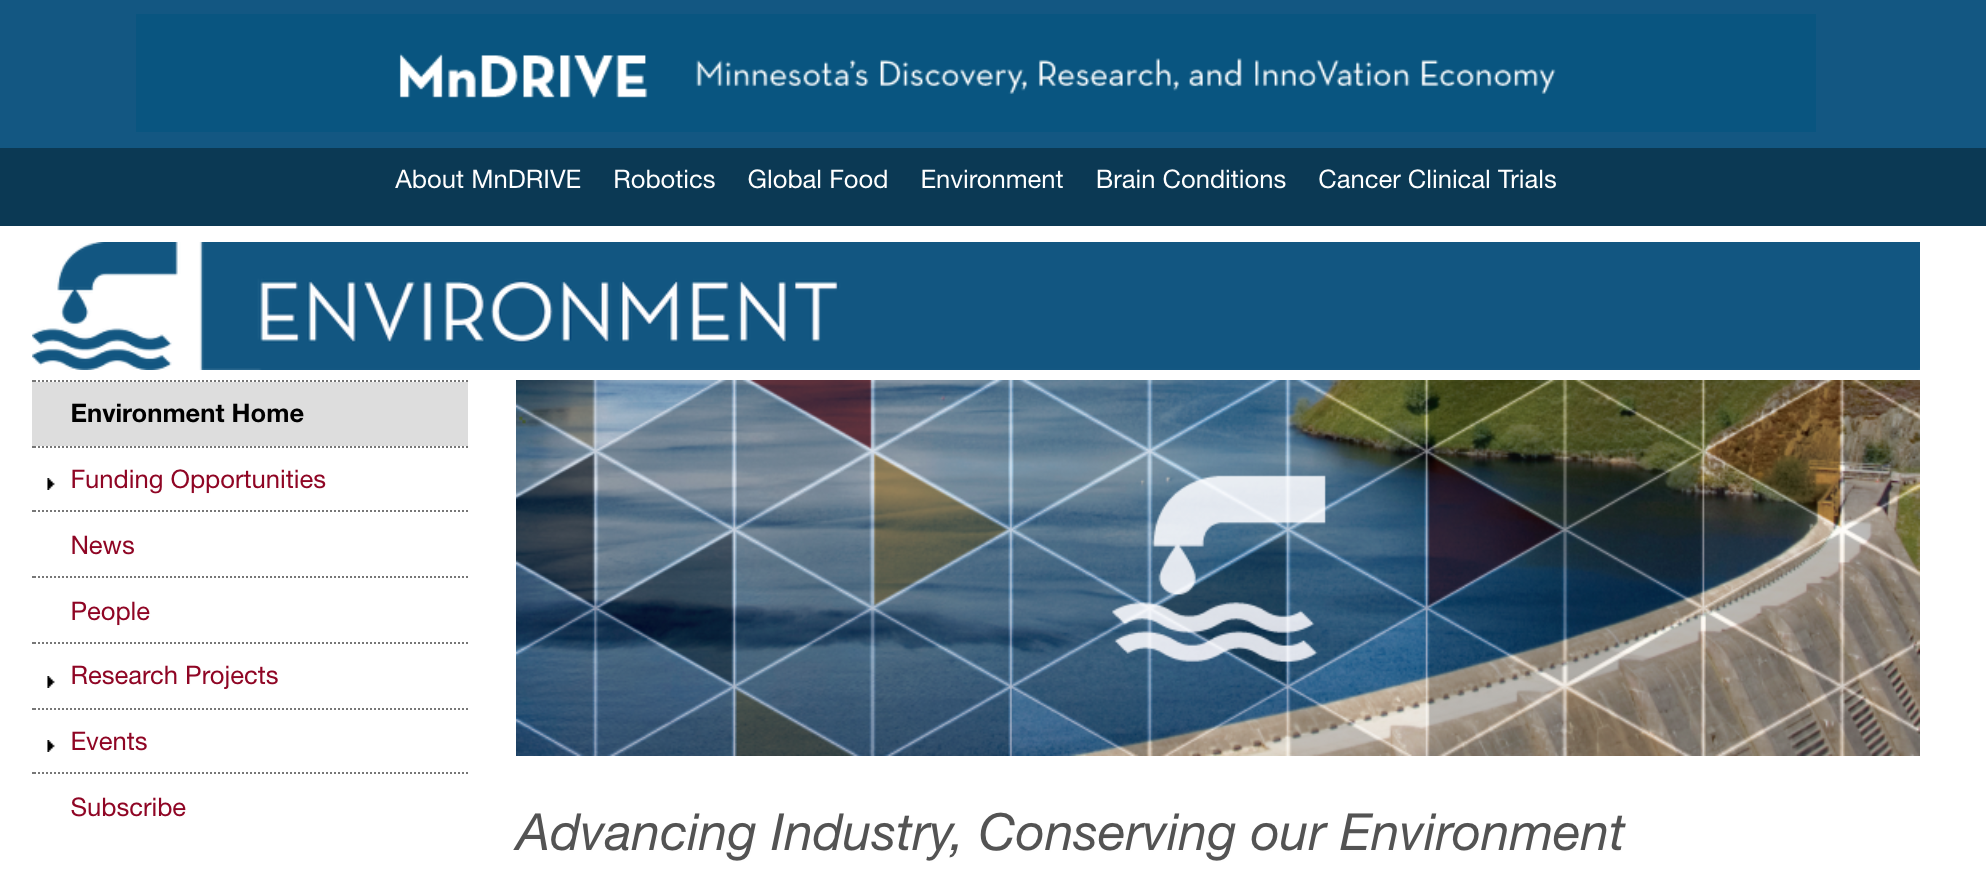 MnDRIVE Minnesota's Discovery, Research, and InnoVation Economy
About MnDRIVE Robotics Global Food Environment Brain Conditions Cancer Clinical Trials
ENVIRONMENT
Environment Home
Funding Opportunities
News
People
Research Projects
Events
Subscribe
Advancing Industry, Conserving our Environment